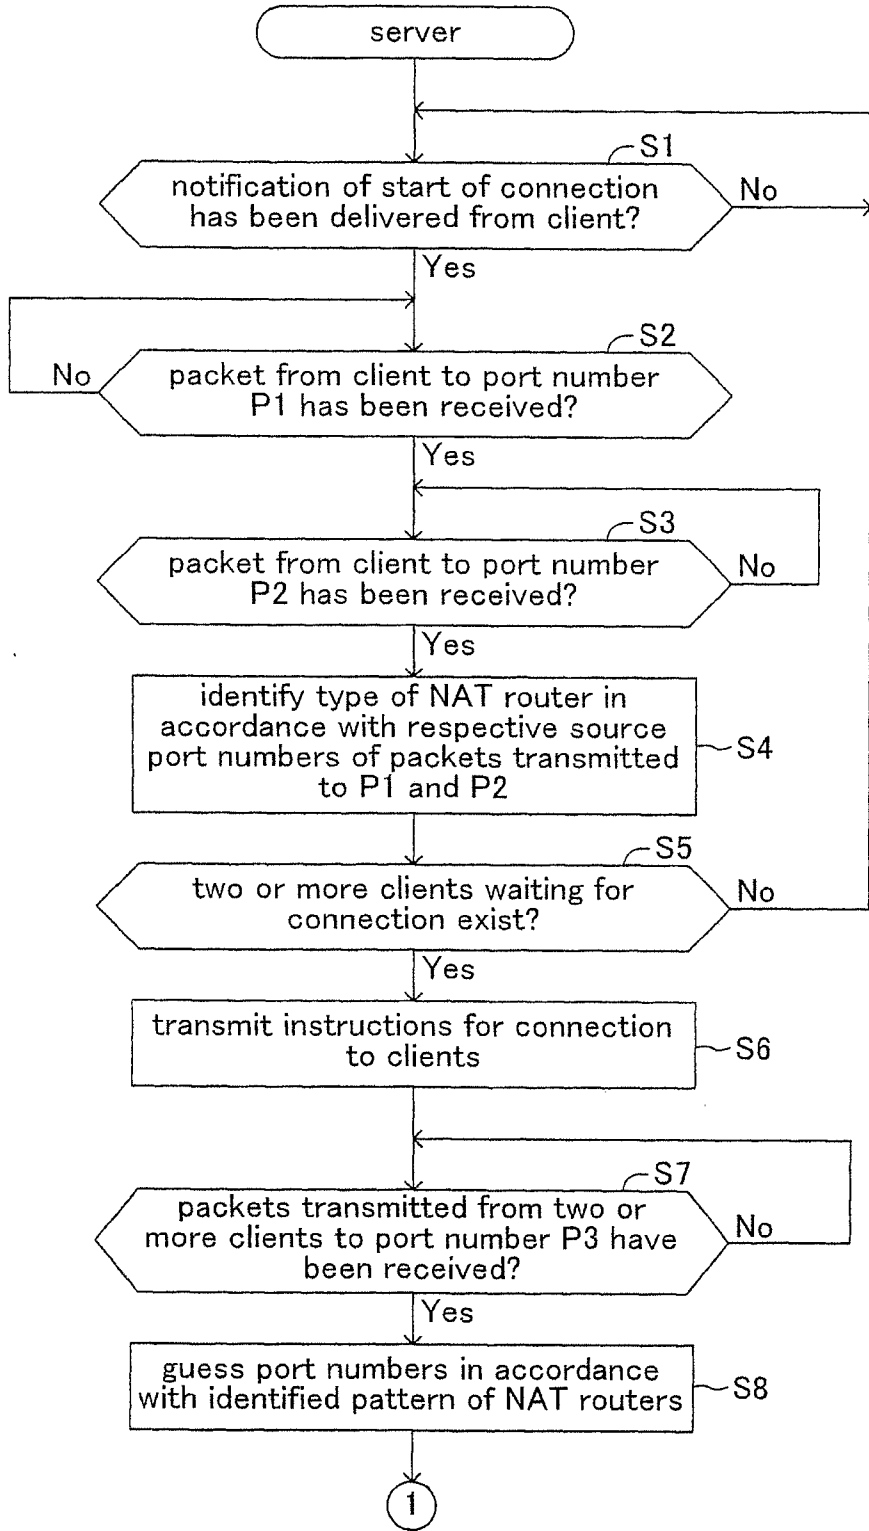 server
S1
notification of start of connection
has been delivered from client?
No
Yes
S2
packet from client to port number
P1 has been received?
No
Yes
S3
packet from client to port number
P2 has been received?
No
Yes
identify type of NAT router in
accordance with respective source
port numbers of packets transmitted
to P1 and P2
S4
S5
two or more clients waiting for
connection exist?
No
Yes
transmit instructions for connection
to clients
S6
S7
packets transmitted from two or
more clients to port number P3 have
been received?
No
Yes
guess port numbers in accordance
with identified pattern of NAT routers
S8
1